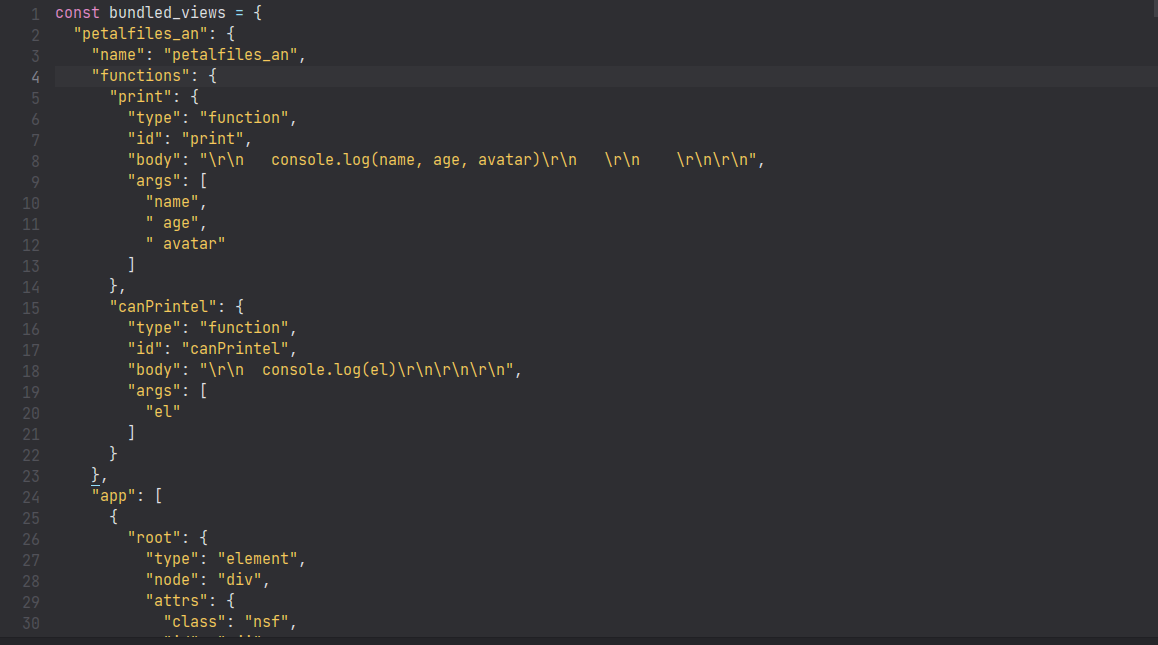 1 const bundled_views = {
2   "petalfiles_an": {
3     "name": "petalfiles_an",
4     "functions": {
5       "print": {
6         "type": "function",
7         "id": "print",
8         "body": "\r\n   console.log(name, age, avatar)\r\n   \r\n    \r\n\r\n",
9         "args": [
10           "name",
11           " age",
12           " avatar"
13         ]
14       },
15       "canPrintel": {
16         "type": "function",
17         "id": "canPrintel",
18         "body": "\r\n  console.log(el)\r\n\r\n\r\n",
19         "args": [
20           "el"
21         ]
22       }
23     },
24     "app": [
25       {
26         "root": {
27           "type": "element",
28           "node": "div",
29           "attrs": {
30             "class": "nsf",